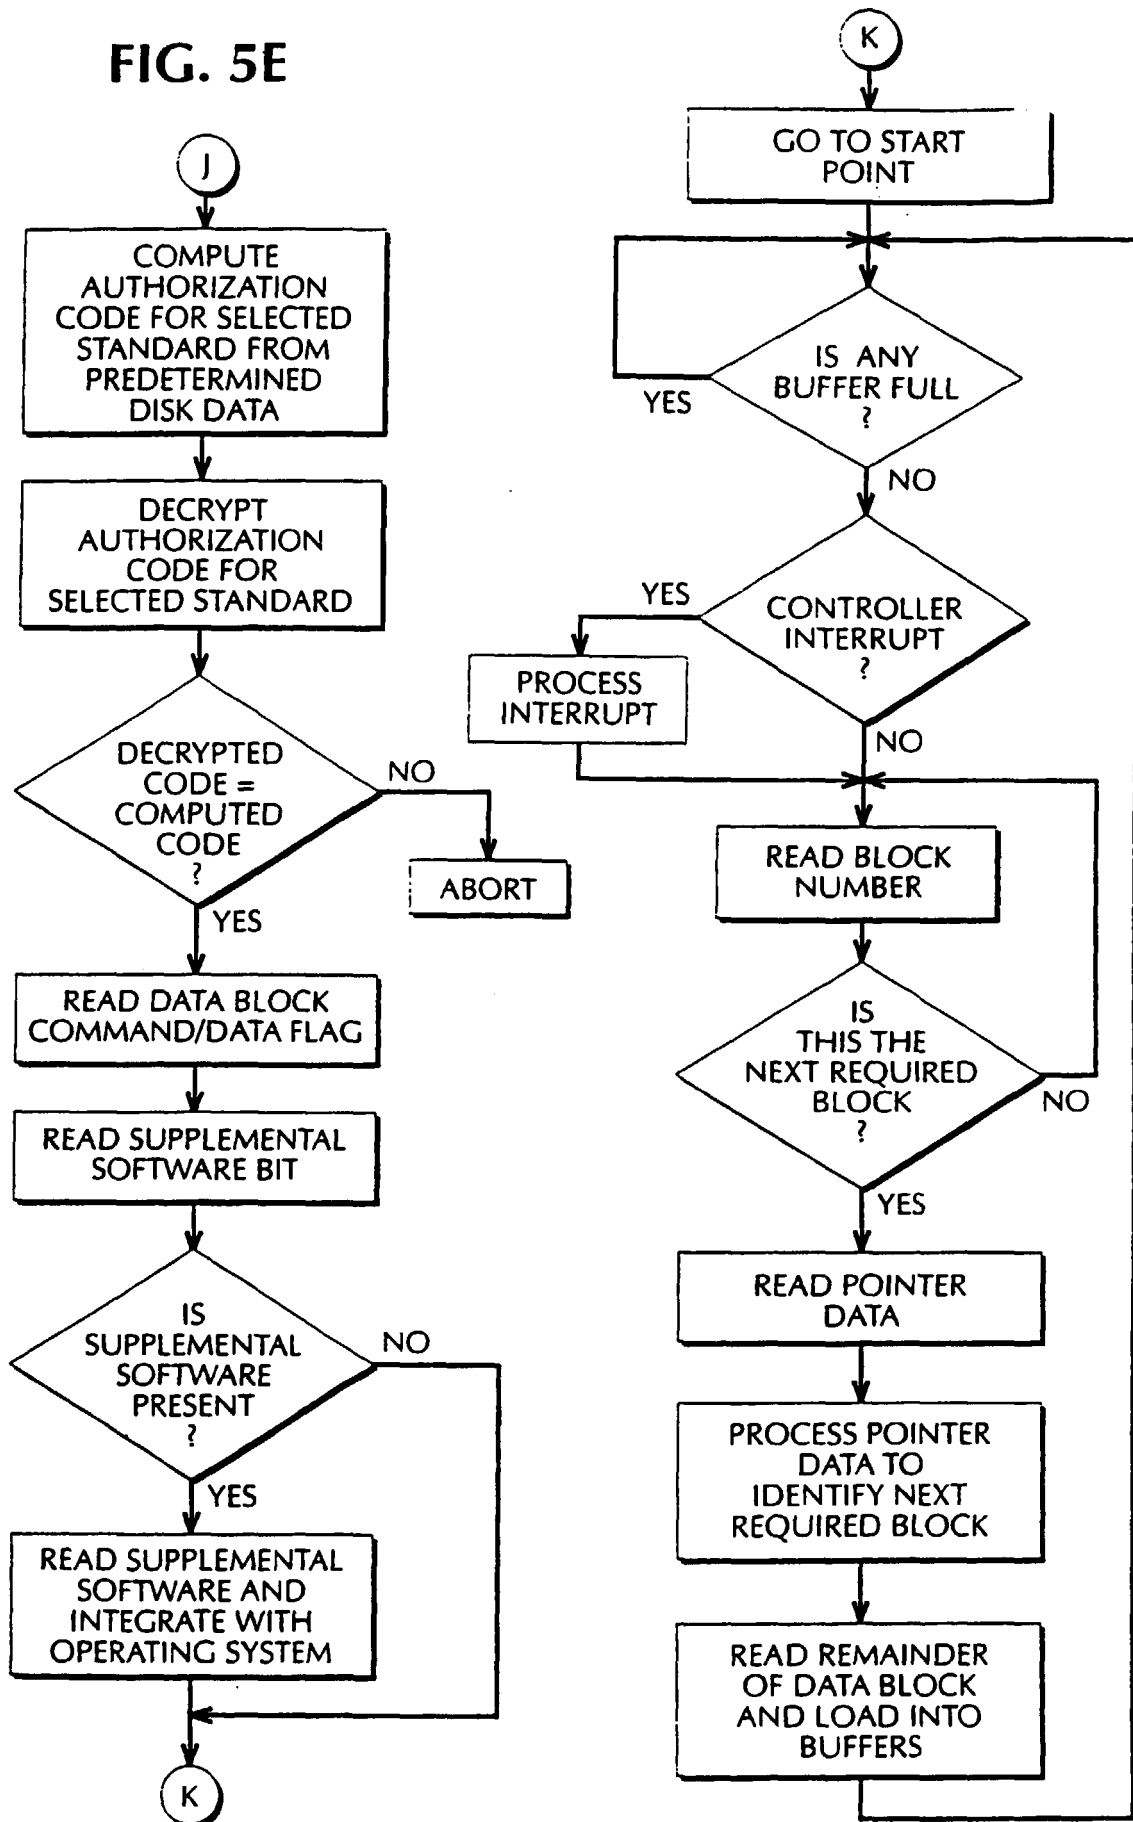 FIG. 5E
J
COMPUTE
AUTHORIZATION
CODE FOR SELECTED
STANDARD FROM
PREDETERMINED
DISK DATA
DECRYPT
AUTHORIZATION
CODE FOR
SELECTED STANDARD
DECRYPTED
CODE =
COMPUTED
CODE
?
NO
ABORT
YES
READ DATA BLOCK
COMMAND/DATA FLAG
READ SUPPLEMENTAL
SOFTWARE BIT
IS
SUPPLEMENTAL
SOFTWARE
PRESENT
?
NO
YES
READ SUPPLEMENTAL
SOFTWARE AND
INTEGRATE WITH
OPERATING SYSTEM
K
K
GO TO START
POINT
IS ANY
BUFFER FULL
?
YES
NO
CONTROLLER
INTERRUPT
?
YES
PROCESS
INTERRUPT
NO
READ BLOCK
NUMBER
IS
THIS THE
NEXT REQUIRED
BLOCK
?
NO
YES
READ POINTER
DATA
PROCESS POINTER
DATA TO
IDENTIFY NEXT
REQUIRED BLOCK
READ REMAINDER
OF DATA BLOCK
AND LOAD INTO
BUFFERS